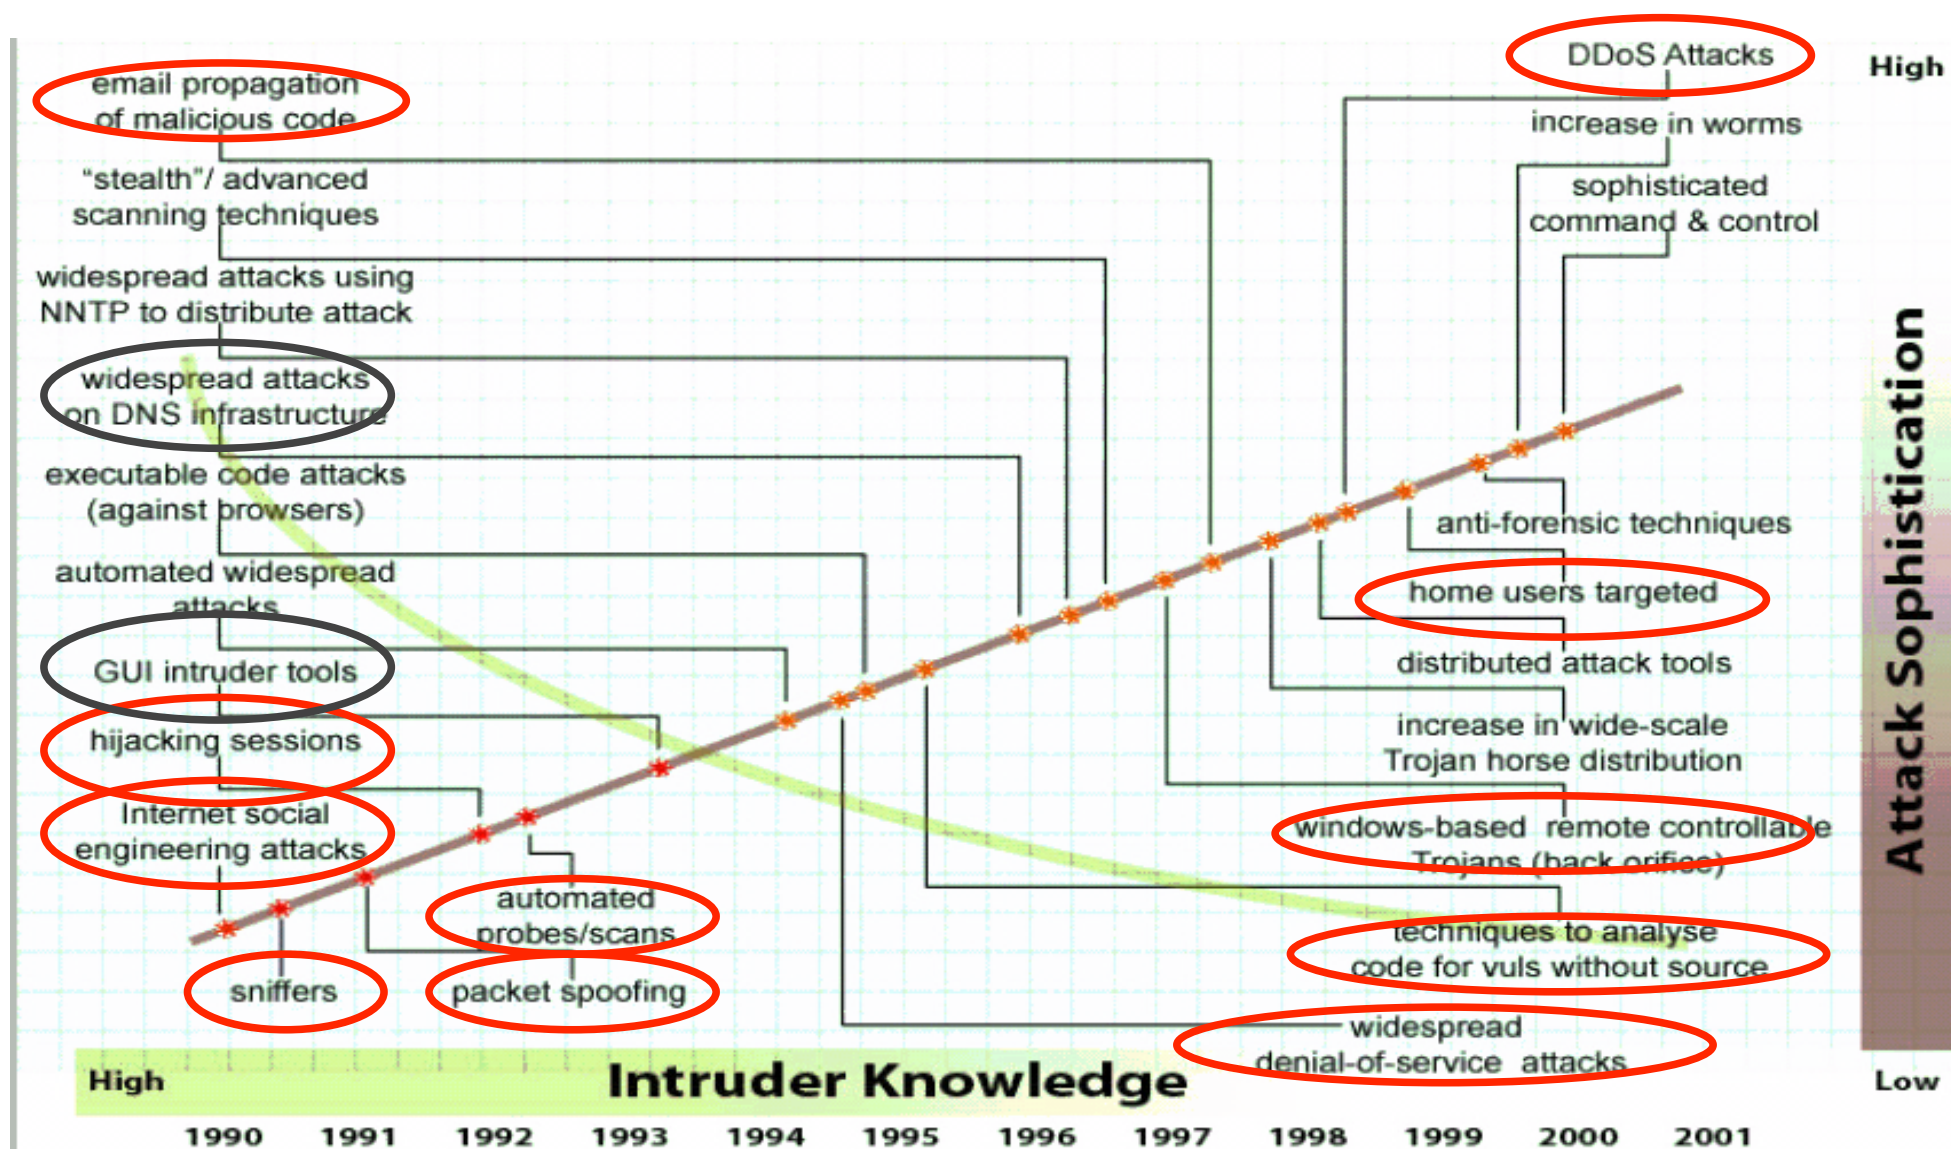 email propagation
of malicious code
“stealth”/ advanced
scanning techniques
widespread attacks using
NNTP to distribute attack
widespread attacks
on DNS infrastructure
executable code attacks
(against browsers)
automated widespread
attacks
GUI intruder tools
hijacking sessions
Internet social
engineering attacks
sniffers
automated
probes/scans
packet spoofing
DDoS Attacks
increase in worms
sophisticated
command & control
anti-forensic techniques
home users targeted
distributed attack tools
increase in wide-scale
Trojan horse distribution
windows-based remote controllable
Trojans (back orifice)
techniques to analyse
code for vuls without source
widespread
denial-of-service attacks
High
Attack Sophistication
Low
High
Intruder Knowledge
1990 1991 1992 1993 1994 1995 1996 1997 1998 1999 2000 2001